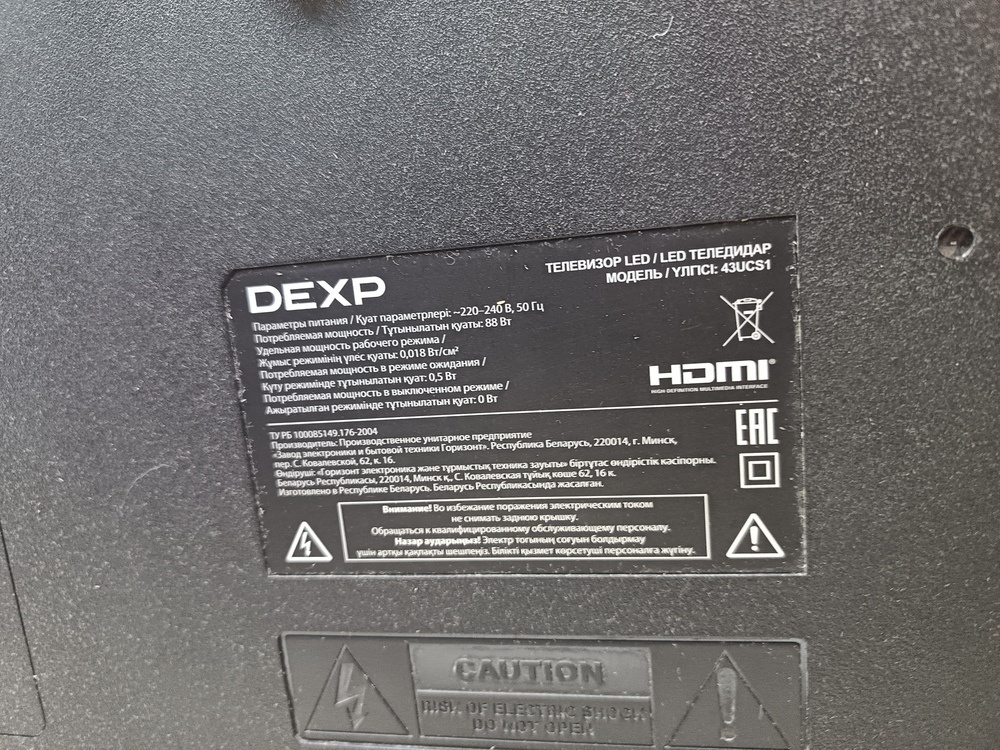 DEXP
ТЕЛЕВИЗОР LED / LED ТЕЛЕДИДАР
МОДЕЛЬ / ҮЛГІСІ: 43UCS1
Параметры питания / Қуат параметрлері: ~220–240 В, 50 Гц
Потребляемая мощность / Тұтынылатын қуаты: 88 Вт
Удельная мощность рабочего режима /
Жұмыс режимінің үлес қуаты: 0,018 Вт/см²
Потребляемая мощность в режиме ожидания /
Күту режимінде тұтынылатын қуат: 0,5 Вт
Потребляемая мощность в выключенном режиме /
Ажыратылған режимінде тұтынылатын қуат: 0 Вт
HDMI®
HIGH DEFINITION MULTIMEDIA INTERFACE
EAC
ТУ РБ 100085149.176-2004
Производитель: Производственное унитарное предприятие
«Завод электроники и бытовой техники Горизонт». Республика Беларусь, 220014, г. Минск,
пер. С. Ковалевской, 62, к. 16.
Өндіруші: «Горизонт электроника және тұрмыстық техника зауыты» біртұтас өндірістік кәсіпорны.
Беларусь Республикасы, 220014, Минск қ., С. Ковалевская тұйық көше 62, 16 к.
Изготовлено в Республике Беларусь. Беларусь Республикасында жасалған.
Внимание! Во избежание поражения электрическим током
не снимать заднюю крышку.
Обращаться к квалифицированному обслуживающему персоналу.
Назар аударыңыз! Электр тогының соғуын болдырмау
үшін артқы қақпақты шешпеңіз. Білікті қызмет көрсетуші персоналға жүгіну.
CAUTION
RISK OF ELECTRIC SHOCK
DO NOT OPEN